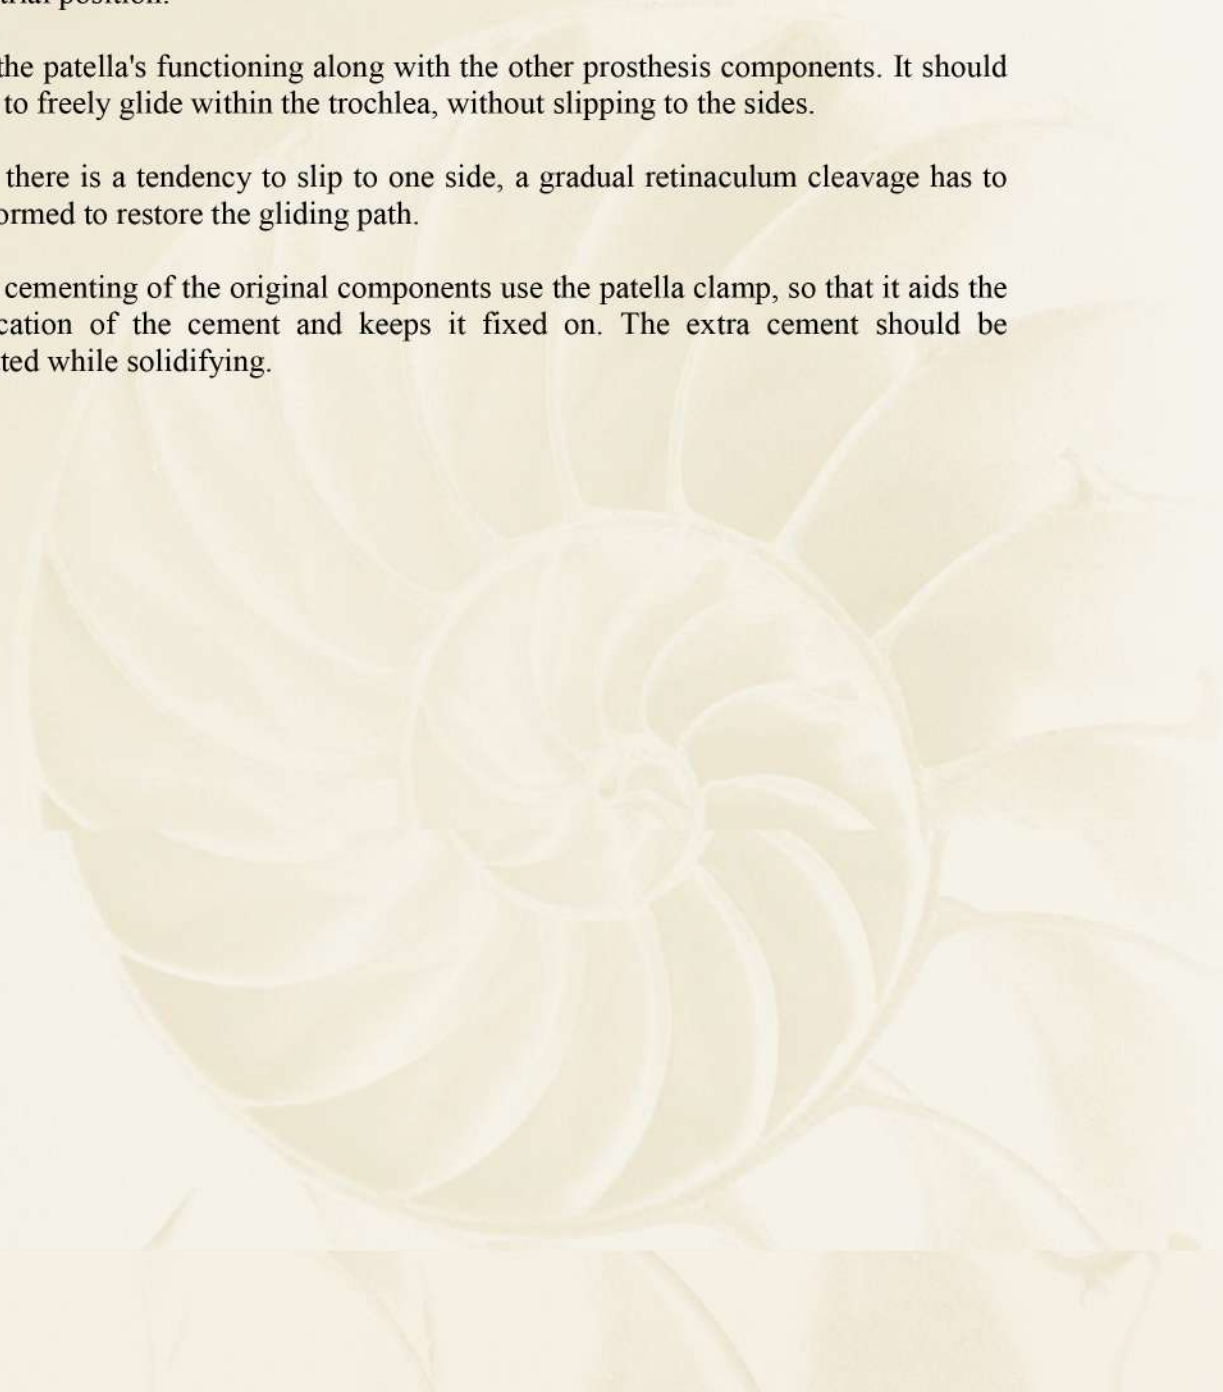 trial position.
the patella's functioning along with the other prosthesis components. It should
to freely glide within the trochlea, without slipping to the sides.
there is a tendency to slip to one side, a gradual retinaculum cleavage has to
ormed to restore the gliding path.
cementing of the original components use the patella clamp, so that it aids the
cation of the cement and keeps it fixed on. The extra cement should be
ted while solidifying.